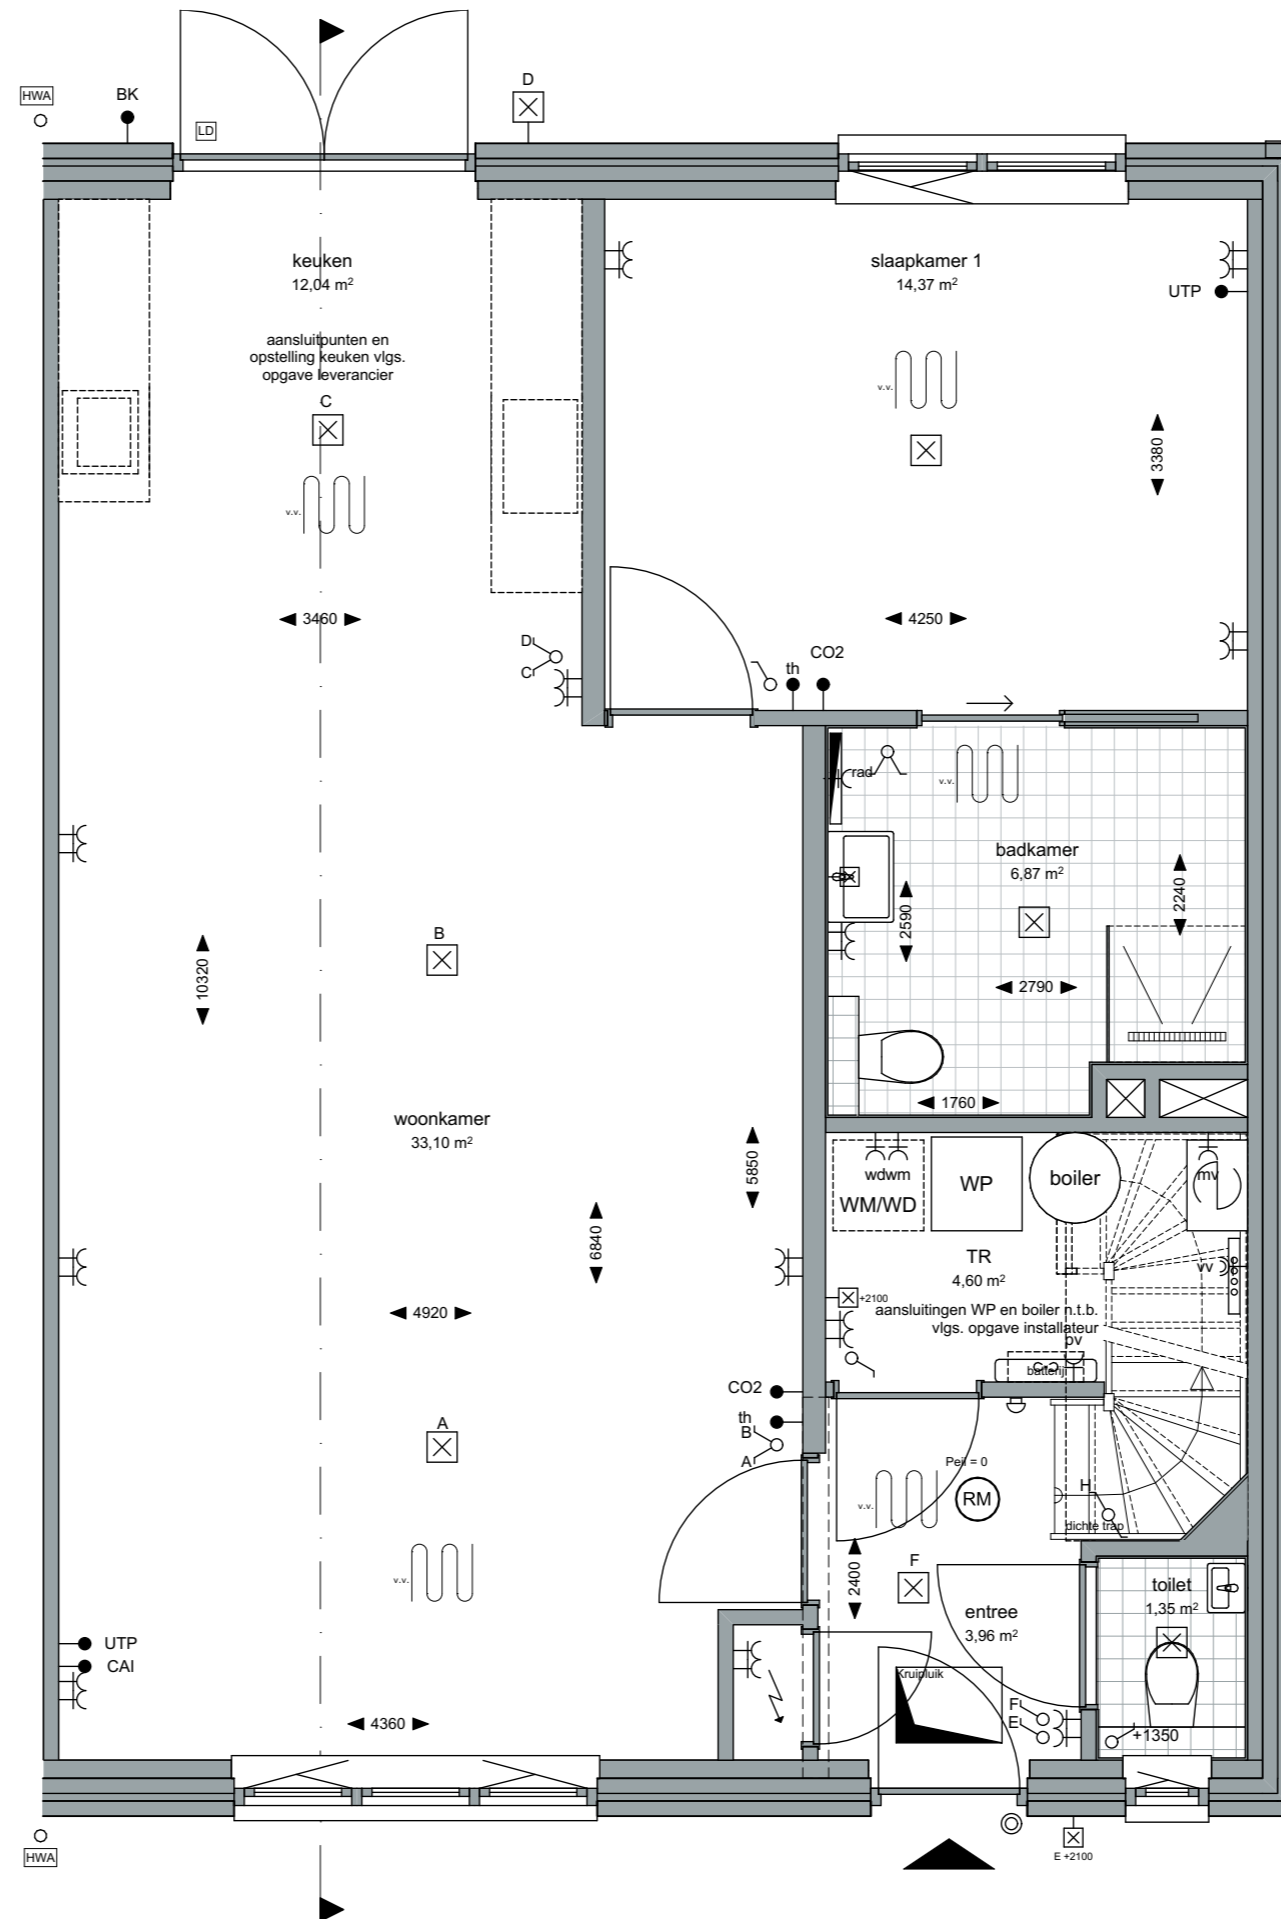 D
HWA
BK
LD
keuken
12,04 m²
slaapkamer 1
14,37 m²
UTP
aansluitpunten en
opstelling keuken vlgs.
opgave leverancier
C
v.v.
v.v.
3380
3460
4250
D
C
th
CO2
rad
v.v.
badkamer
6,87 m²
2240
2590
B
10320
2790
1760
woonkamer
33,10 m²
5850
wdwm
WM/WD
WP
boiler
mv
6840
TR
4,60 m²
vv
+2100
aansluitingen WP en boiler n.t.b.
vlgs. opgave installateur
pv
batterij
4920
CO2
th
B
A
A
Peil = 0
RM
v.v.
H
dichte trap
v.v.
2400
F
toilet
1,35 m²
entree
3,96 m²
UTP
CAI
Kruipluik
F
E
+1350
4360
HWA
E +2100